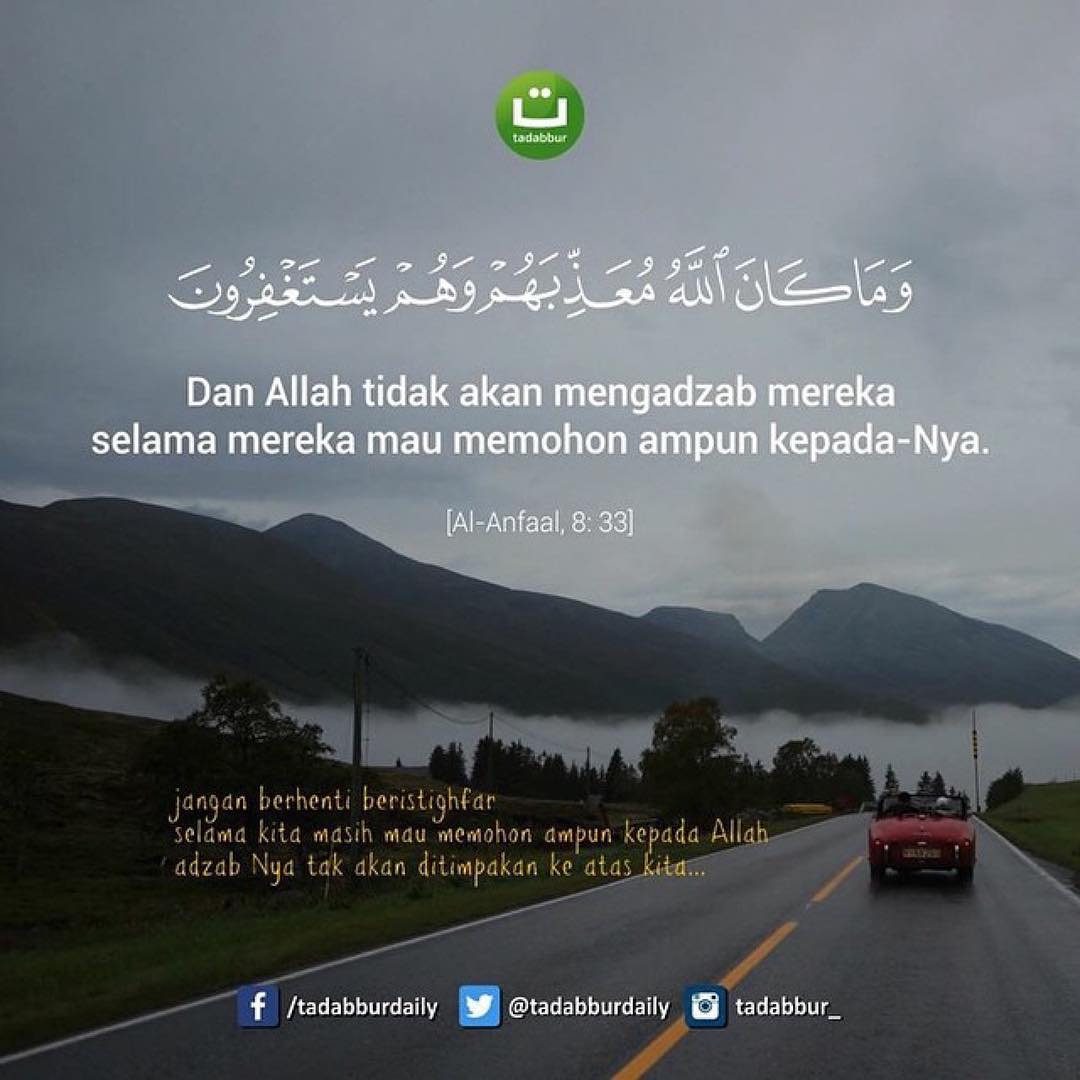 ت
tadabbur
وَمَا كَانَ ٱللَّهُ مُعَذِّبَهُمْ وَهُمْ يَسْتَغْفِرُونَ
Dan Allah tidak akan mengadzab mereka
selama mereka mau memohon ampun kepada-Nya.
[Al-Anfaal, 8: 33]
jangan berhenti beristighfar
selama kita masih mau memohon ampun kepada Allah
adzab Nya tak akan ditimpakan ke atas kita...
/tadabburdaily @tadabburdaily tadabbur_